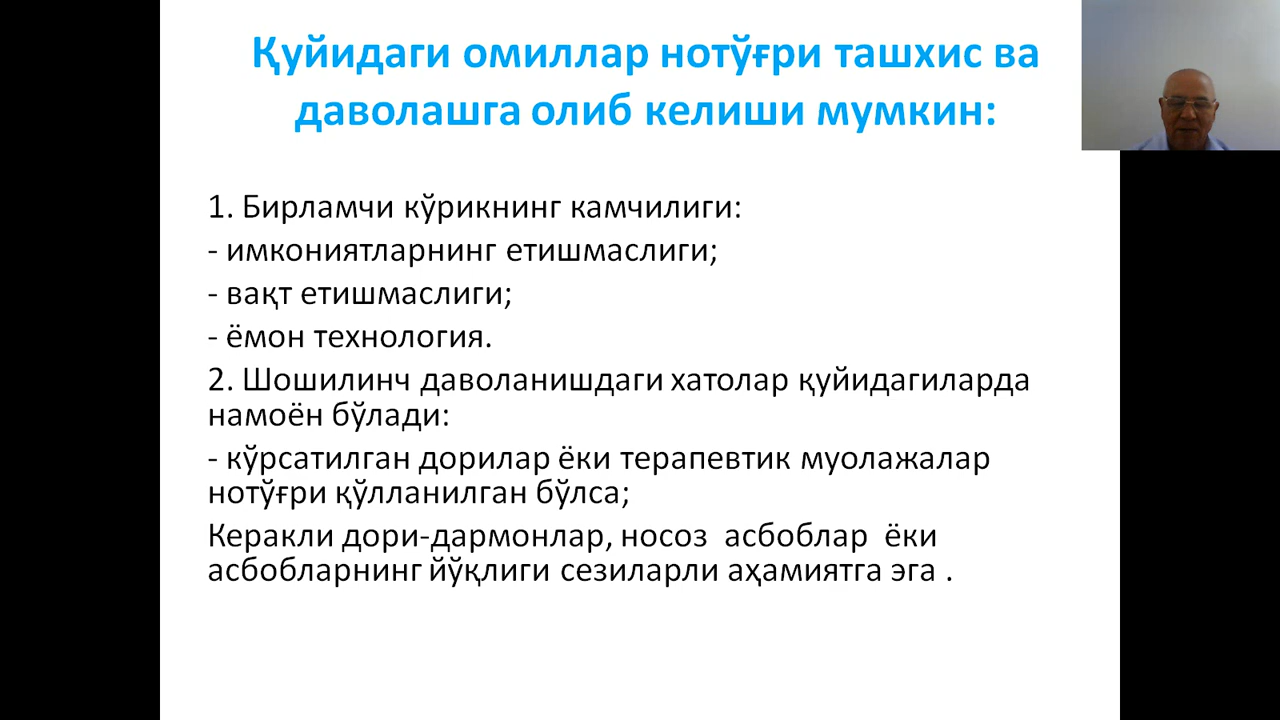 Қуйидаги омиллар нотўғри ташхис ва
даволашга олиб келиши мумкин:
1. Бирламчи кўрикнинг камчилиги:
- имкониятларнинг етишмаслиги;
- вақт етишмаслиги;
- ёмон технология.
2. Шошилинч даволанишдаги хатолар қуйидагиларда
намоён бўлади:
- кўрсатилган дорилар ёки терапевтик муолажалар
нотўғри қўлланилган бўлса;
Керакли дори-дармонлар, носоз  асбоблар  ёки
асбобларнинг йўқлиги сезиларли аҳамиятга эга .